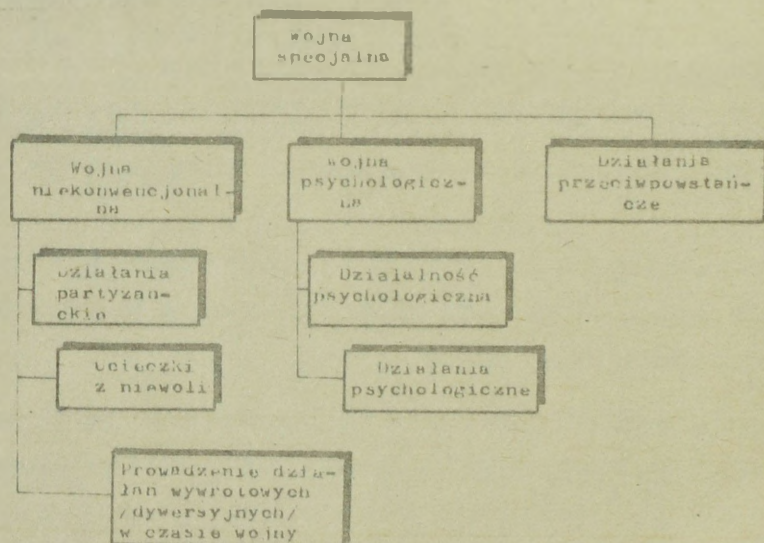 Wojna
specjalna
Wojna
niekonwencjonal-
na
Wojna
psychologicz-
na
Działania
przeciwpowstań-
cze
Działania
partyzan-
ckie
Ucieczki
z niewoli
Prowadzenie dzia-
łań wywrotowych
/dywersyjnych/
w czasie wojny
Działalność
psychologiczna
Działania
psychologiczne